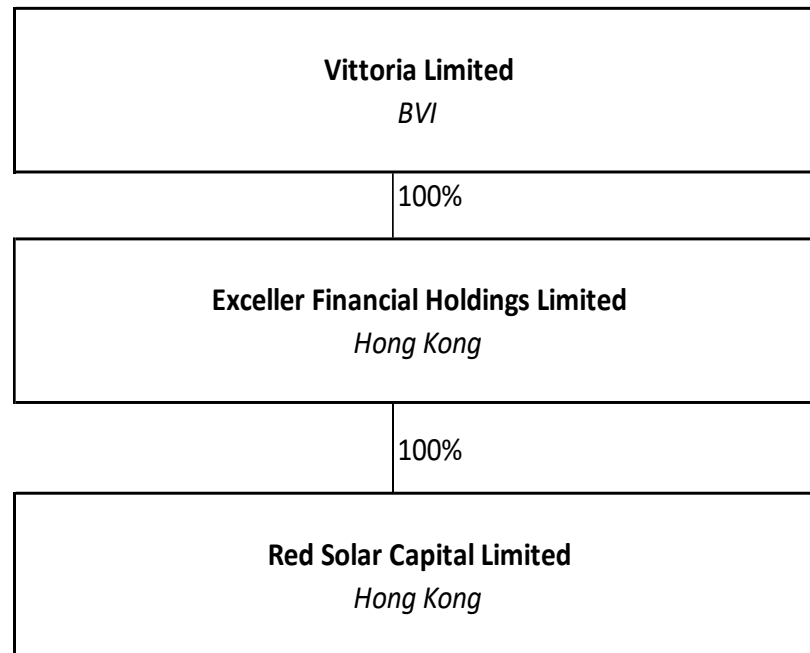 Vittoria Limited
BVI
100%
Exceller Financial Holdings Limited
Hong Kong
100%
Red Solar Capital Limited
Hong Kong